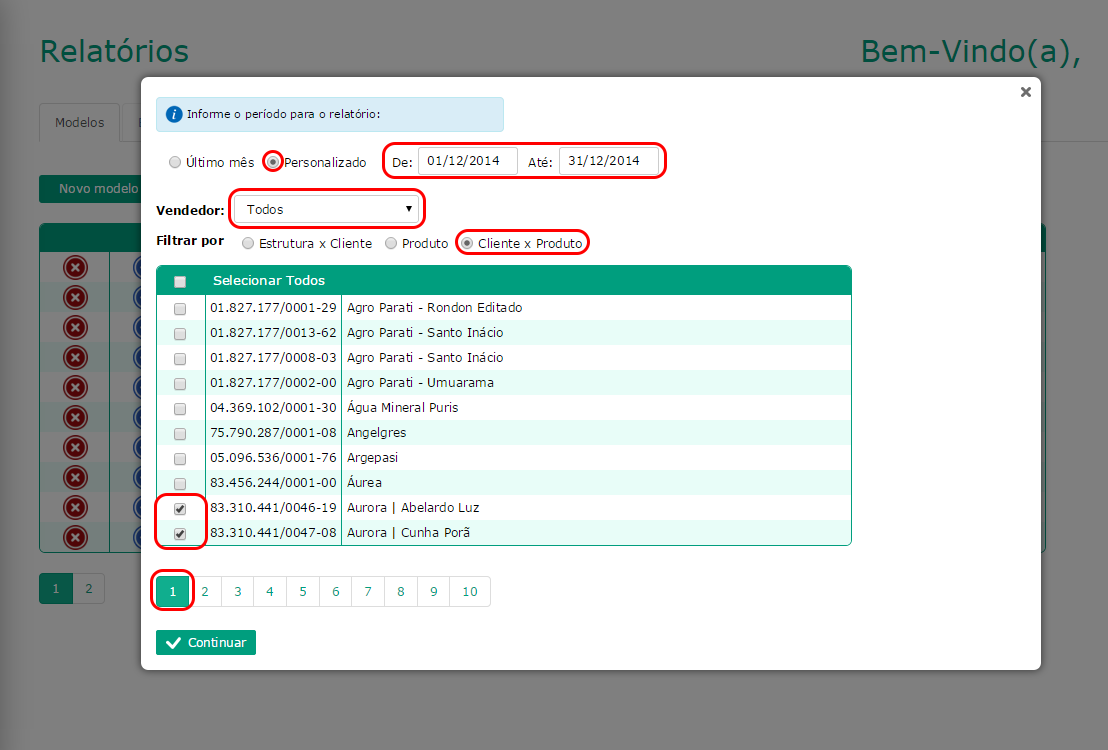 Relatórios
Bem-Vindo(a),
Modelos
Informe o período para o relatório:
Último mês Personalizado De: 01/12/2014 Até: 31/12/2014
Novo modelo
Vendedor: Todos
Filtrar por Estrutura x Cliente Produto Cliente x Produto
Selecionar Todos
01.827.177/0001-29 Agro Parati - Rondon Editado
01.827.177/0013-62 Agro Parati - Santo Inácio
01.827.177/0008-03 Agro Parati - Santo Inácio
01.827.177/0002-00 Agro Parati - Umuarama
04.369.102/0001-30 Água Mineral Puris
75.790.287/0001-08 Angelgres
05.096.536/0001-76 Argepasi
83.456.244/0001-00 Áurea
83.310.441/0046-19 Aurora | Abelardo Luz
83.310.441/0047-08 Aurora | Cunha Porã
1 2
1 2 3 4 5 6 7 8 9 10
Continuar